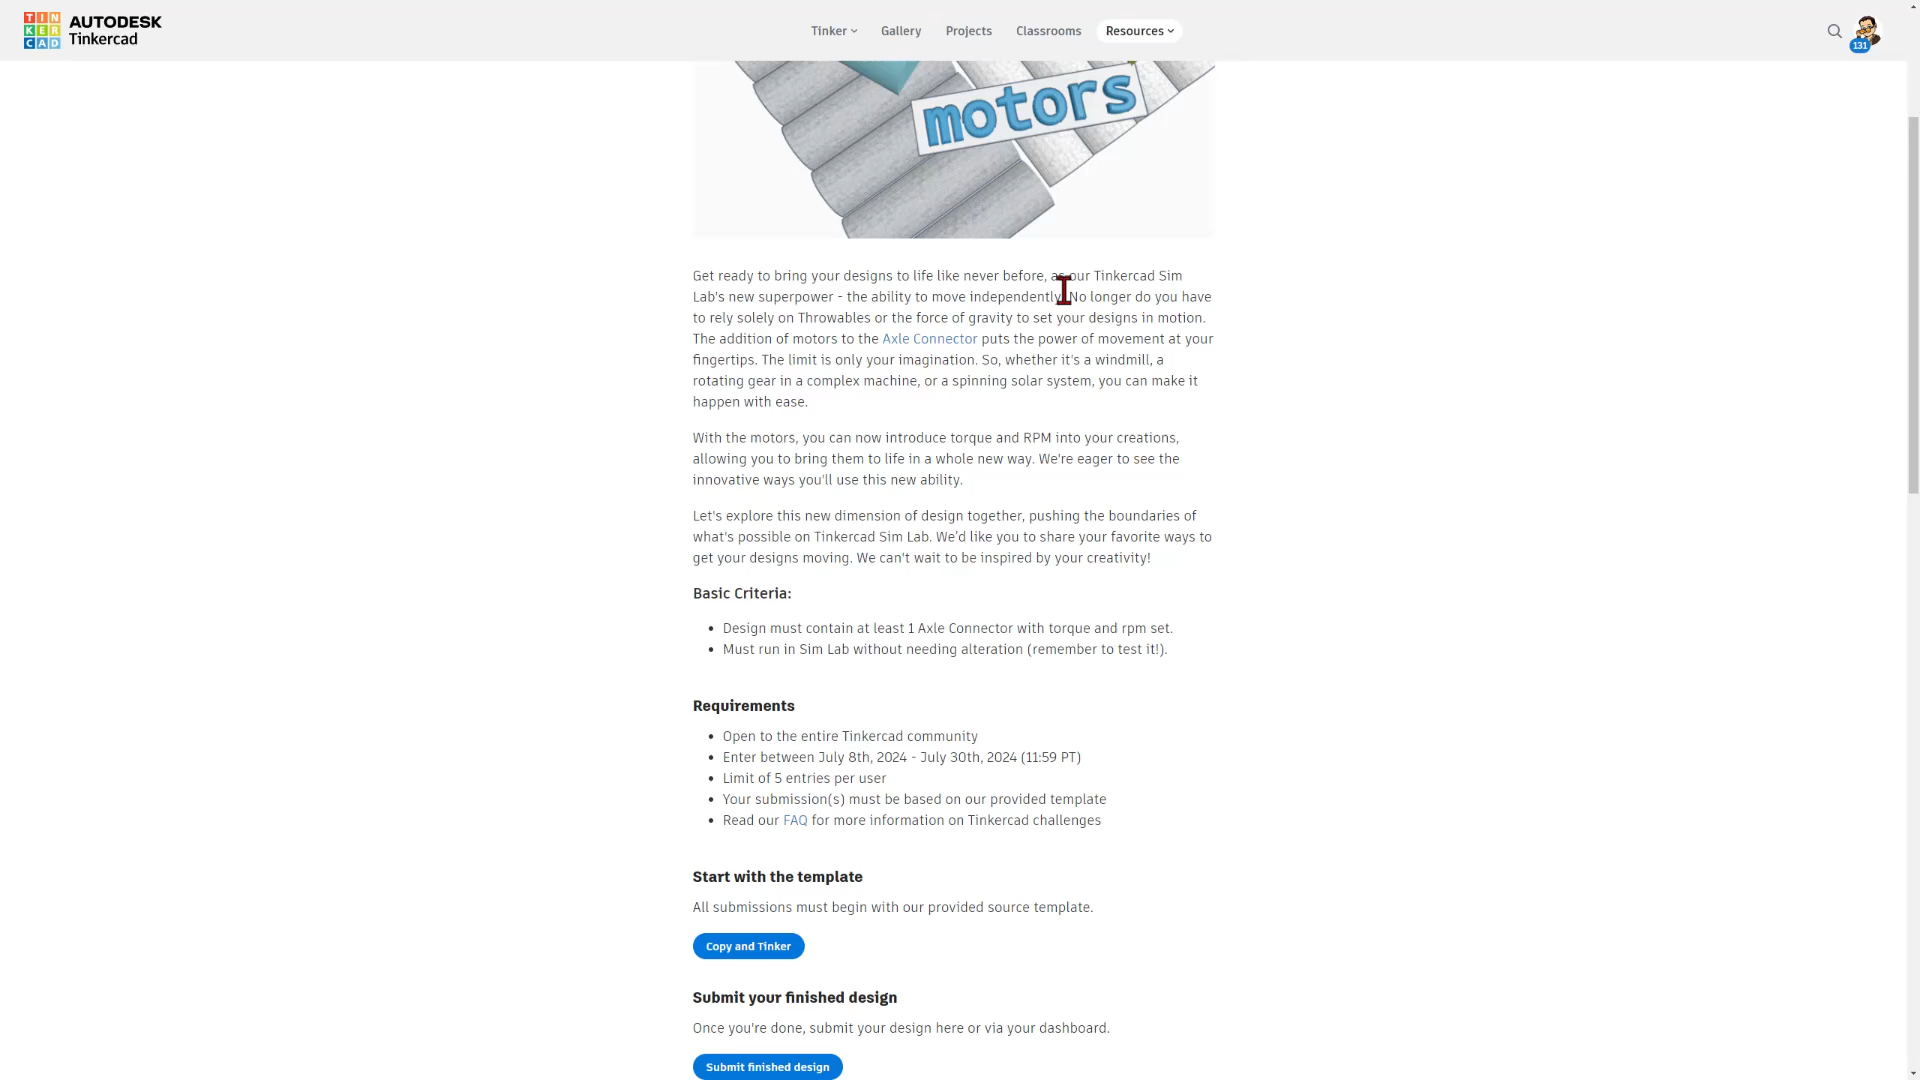 TIN
KER
CAD
AUTODESK
Tinkercad
Tinker
Gallery
Projects
Classrooms
Resources
131
motors
Get ready to bring your designs to life like never before, as our Tinkercad Sim
Lab's new superpower - the ability to move independently. No longer do you have
to rely solely on Throwables or the force of gravity to set your designs in motion.
The addition of motors to the Axle Connector puts the power of movement at your
fingertips. The limit is only your imagination. So, whether it's a windmill, a
rotating gear in a complex machine, or a spinning solar system, you can make it
happen with ease.
With the motors, you can now introduce torque and RPM into your creations,
allowing you to bring them to life in a whole new way. We're eager to see the
innovative ways you'll use this new ability.
Let's explore this new dimension of design together, pushing the boundaries of
what's possible on Tinkercad Sim Lab. We’d like you to share your favorite ways to
get your designs moving. We can't wait to be inspired by your creativity!
Basic Criteria:
• Design must contain at least 1 Axle Connector with torque and rpm set.
• Must run in Sim Lab without needing alteration (remember to test it!).
Requirements
• Open to the entire Tinkercad community
• Enter between July 8th, 2024 - July 30th, 2024 (11:59 PT)
• Limit of 5 entries per user
• Your submission(s) must be based on our provided template
• Read our FAQ for more information on Tinkercad challenges
Start with the template
All submissions must begin with our provided source template.
Copy and Tinker
Submit your finished design
Once you're done, submit your design here or via your dashboard.
Submit finished design